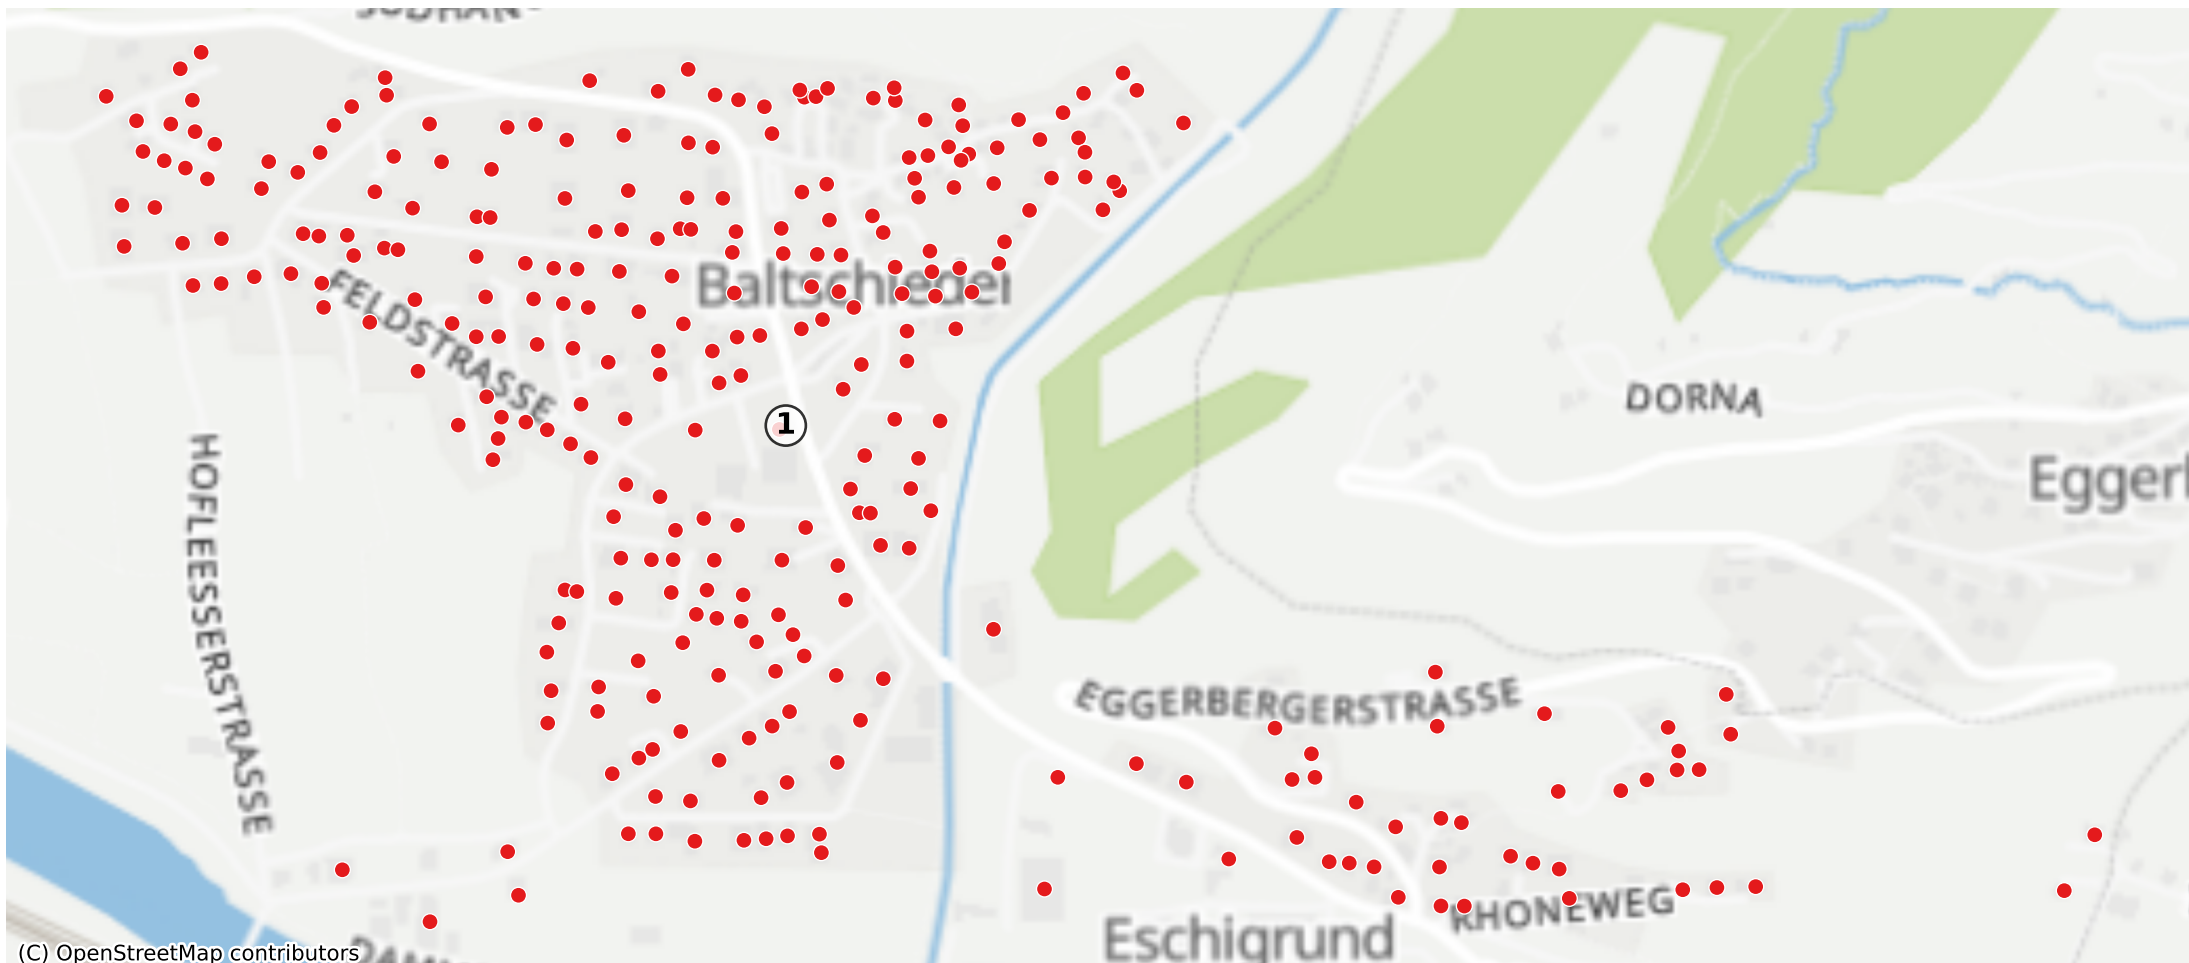 FELDSTRASSE
Baltschieder
1
DORNA
HOFLEESSERSTRASSE
EGGERBERGERSTRASSE
RHONEWEG
Eschigrund
(C) OpenStreetMap contributors